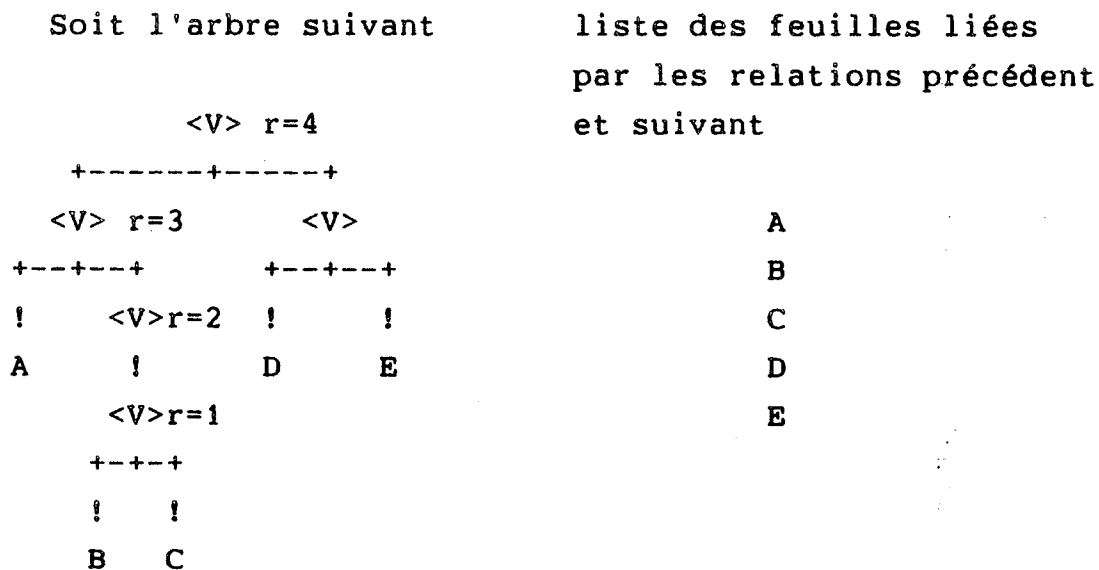 Soit l'arbre suivant
<V> r=4
+------+-----+
<V> r=3 <V>
+--+--+ +--+--+
! <V>r=2 ! !
A ! D E
<V>r=1
+-+-+
! !
B C
liste des feuilles liées
par les relations précédent
et suivant
A
B
C
D
E